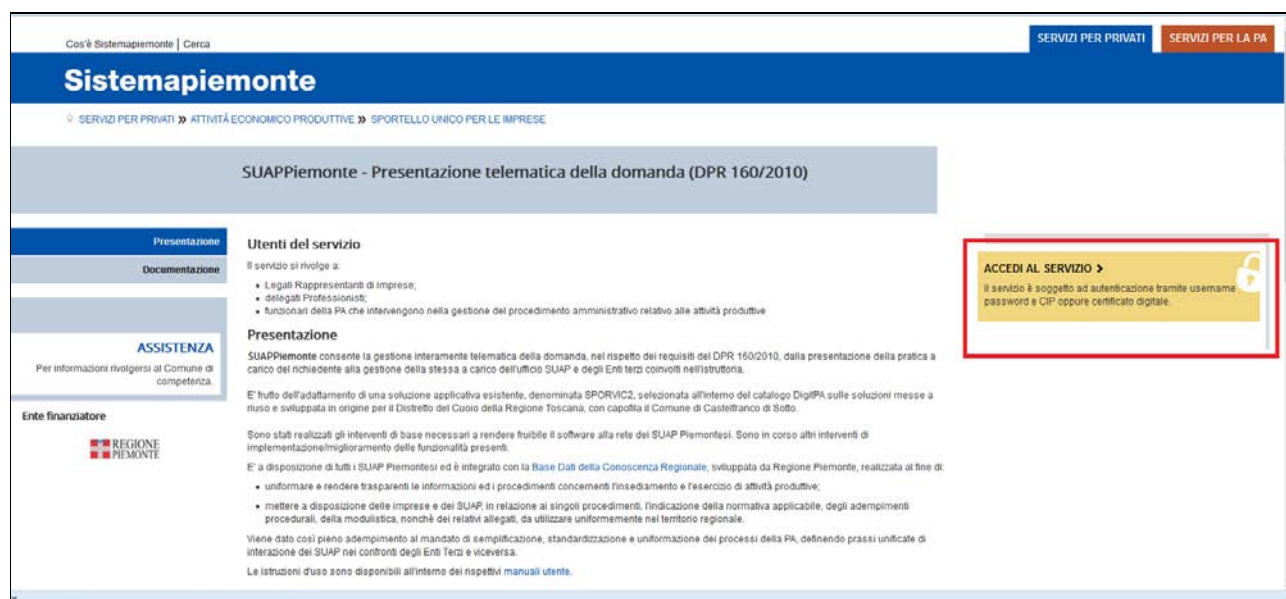 Cos'è Sistemapiemonte | Cerca
SERVIZI PER PRIVATI
SERVIZI PER LA PA
Sistemapiemonte
SERVIZI PER PRIVATI » ATTIVITÀ ECONOMICO PRODUTTIVE » SPORTELLO UNICO PER LE IMPRESE
SUAPPiemonte - Presentazione telematica della domanda (DPR 160/2010)
Presentazione
Documentazione
ASSISTENZA
Per informazioni rivolgersi al Comune di
competenza.
Ente finanziatore
REGIONE
PIEMONTE
Utenti del servizio
Il servizio si rivolge a:
• Legali Rappresentanti di imprese;
• delegati Professionisti;
• funzionari della PA che intervengono nella gestione del procedimento amministrativo relativo alle attività produttive
Presentazione
SUAPPiemonte consente la gestione interamente telematica della domanda, nel rispetto dei requisiti del DPR 160/2010, dalla presentazione della pratica a
carico del richiedente alla gestione della stessa a carico dell'ufficio SUAP e degli Enti terzi coinvolti nell'istruttoria.
E' frutto dell'adattamento di una soluzione applicativa esistente, denominata SPORVIC2, selezionata all'interno del catalogo DigitPA sulle soluzioni messe a
riuso e sviluppata in origine per il Distretto del Cuoio della Regione Toscana, con capofila il Comune di Castelfranco di Sotto.
Sono stati realizzati gli interventi di base necessari a rendere fruibile il software alla rete dei SUAP Piemontesi. Sono in corso altri interventi di
implementazione/miglioramento delle funzionalità presenti.
E' a disposizione di tutti i SUAP Piemontesi ed è integrato con la Base Dati della Conoscenza Regionale, sviluppata da Regione Piemonte, realizzata al fine di:
• uniformare e rendere trasparenti le informazioni ed i procedimenti concernenti l'insediamento e l'esercizio di attività produttive;
• mettere a disposizione delle imprese e dei SUAP, in relazione ai singoli procedimenti, l'indicazione della normativa applicabile, degli adempimenti
procedurali, della modulistica, nonchè dei relativi allegati, da utilizzare uniformemente nel territorio regionale.
Viene dato così pieno adempimento al mandato di semplificazione, standardizzazione e uniformazione dei processi della PA, definendo prassi unificate di
interazione dei SUAP nei confronti degli Enti Terzi e viceversa.
Le istruzioni d'uso sono disponibili all'interno dei rispettivi manuali utente.
ACCEDI AL SERVIZIO >
Il servizio è soggetto ad autenticazione tramite username
password e CIP oppure certificato digitale.